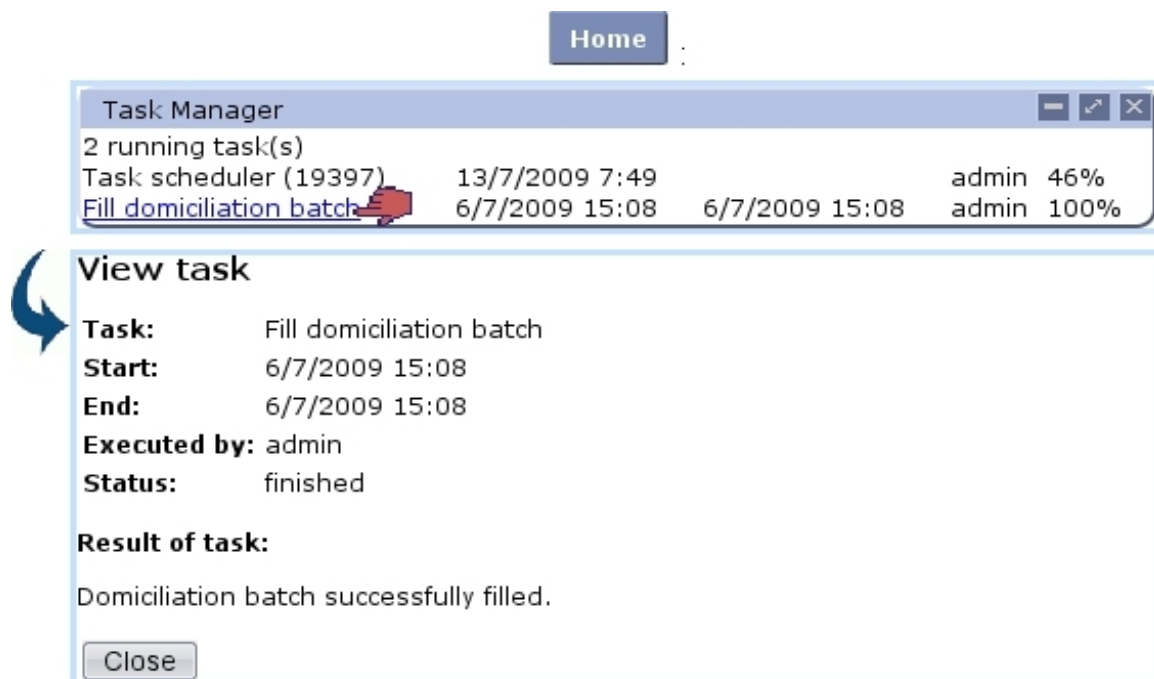 Home :
Task Manager
2 running task(s)
Task scheduler (19397) 13/7/2009 7:49 admin 46%
Fill domiciliation batch 6/7/2009 15:08 6/7/2009 15:08 admin 100%
View task
Task: Fill domiciliation batch
Start: 6/7/2009 15:08
End: 6/7/2009 15:08
Executed by: admin
Status: finished
Result of task:
Domiciliation batch successfully filled.
Close